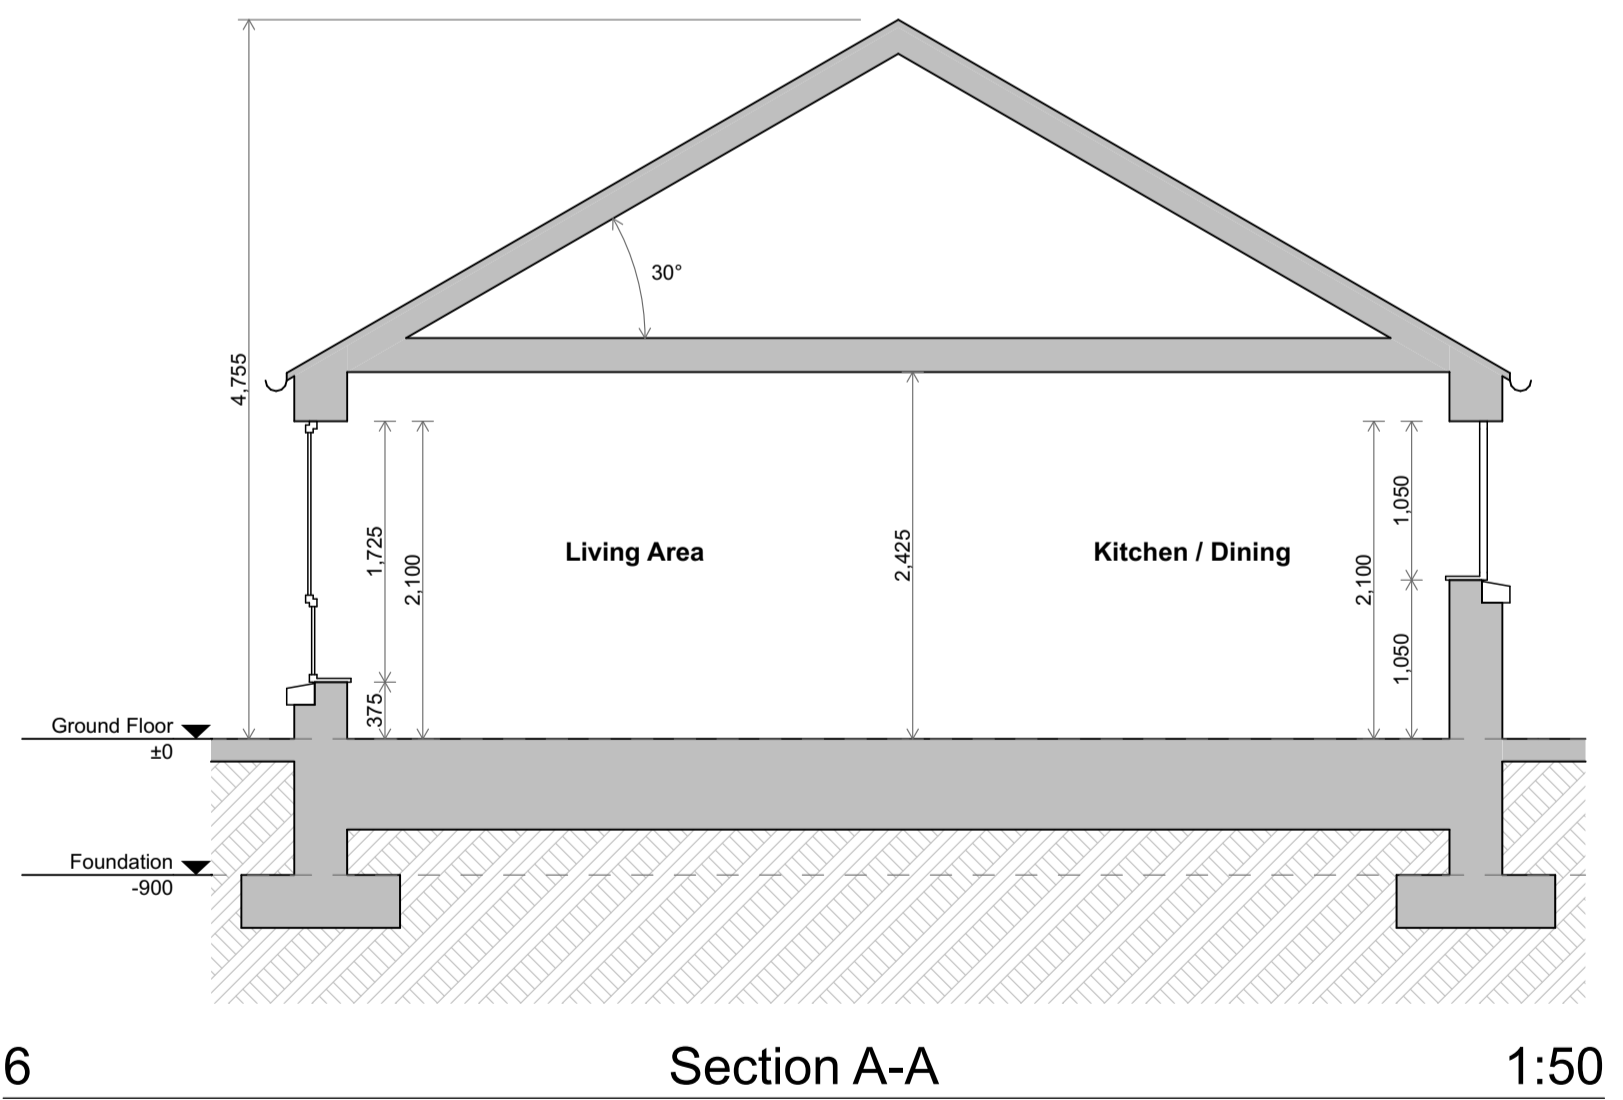 30°
4,755
1,725
2,100
Living Area
2,425
Kitchen / Dining
2,100
1,050
1,050
375
Ground Floor
±0
Foundation
-900
6 Section A-A 1:50